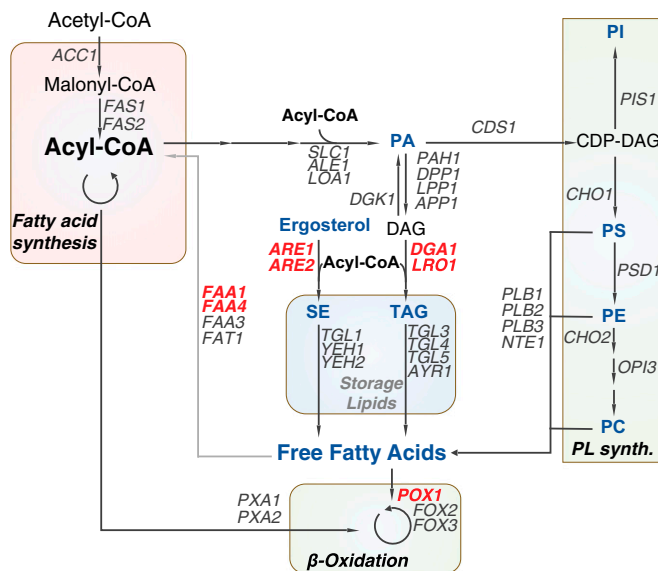 Acetyl-CoA
ACC1
Malonyl-CoA
FAS1
FAS2
Acyl-CoA
Fatty acid
synthesis
Acyl-CoA
SLC1
ALE1
LOA1
PA
CDS1
PI
PIS1
CDP-DAG
CHO1
PS
PSD1
PE
CHO2
OPI3
PC
PL synth.
PAH1
DPP1
LPP1
APP1
DGK1
DAG
Ergosterol
ARE1
ARE2
Acyl-CoA
DGA1
LRO1
SE
TAG
TGL1
YEH1
YEH2
TGL3
TGL4
TGL5
AYR1
Storage
Lipids
FAA1
FAA4
FAA3
FAT1
PLB1
PLB2
PLB3
NTE1
Free Fatty Acids
PXA1
PXA2
POX1
FOX2
FOX3
β-Oxidation